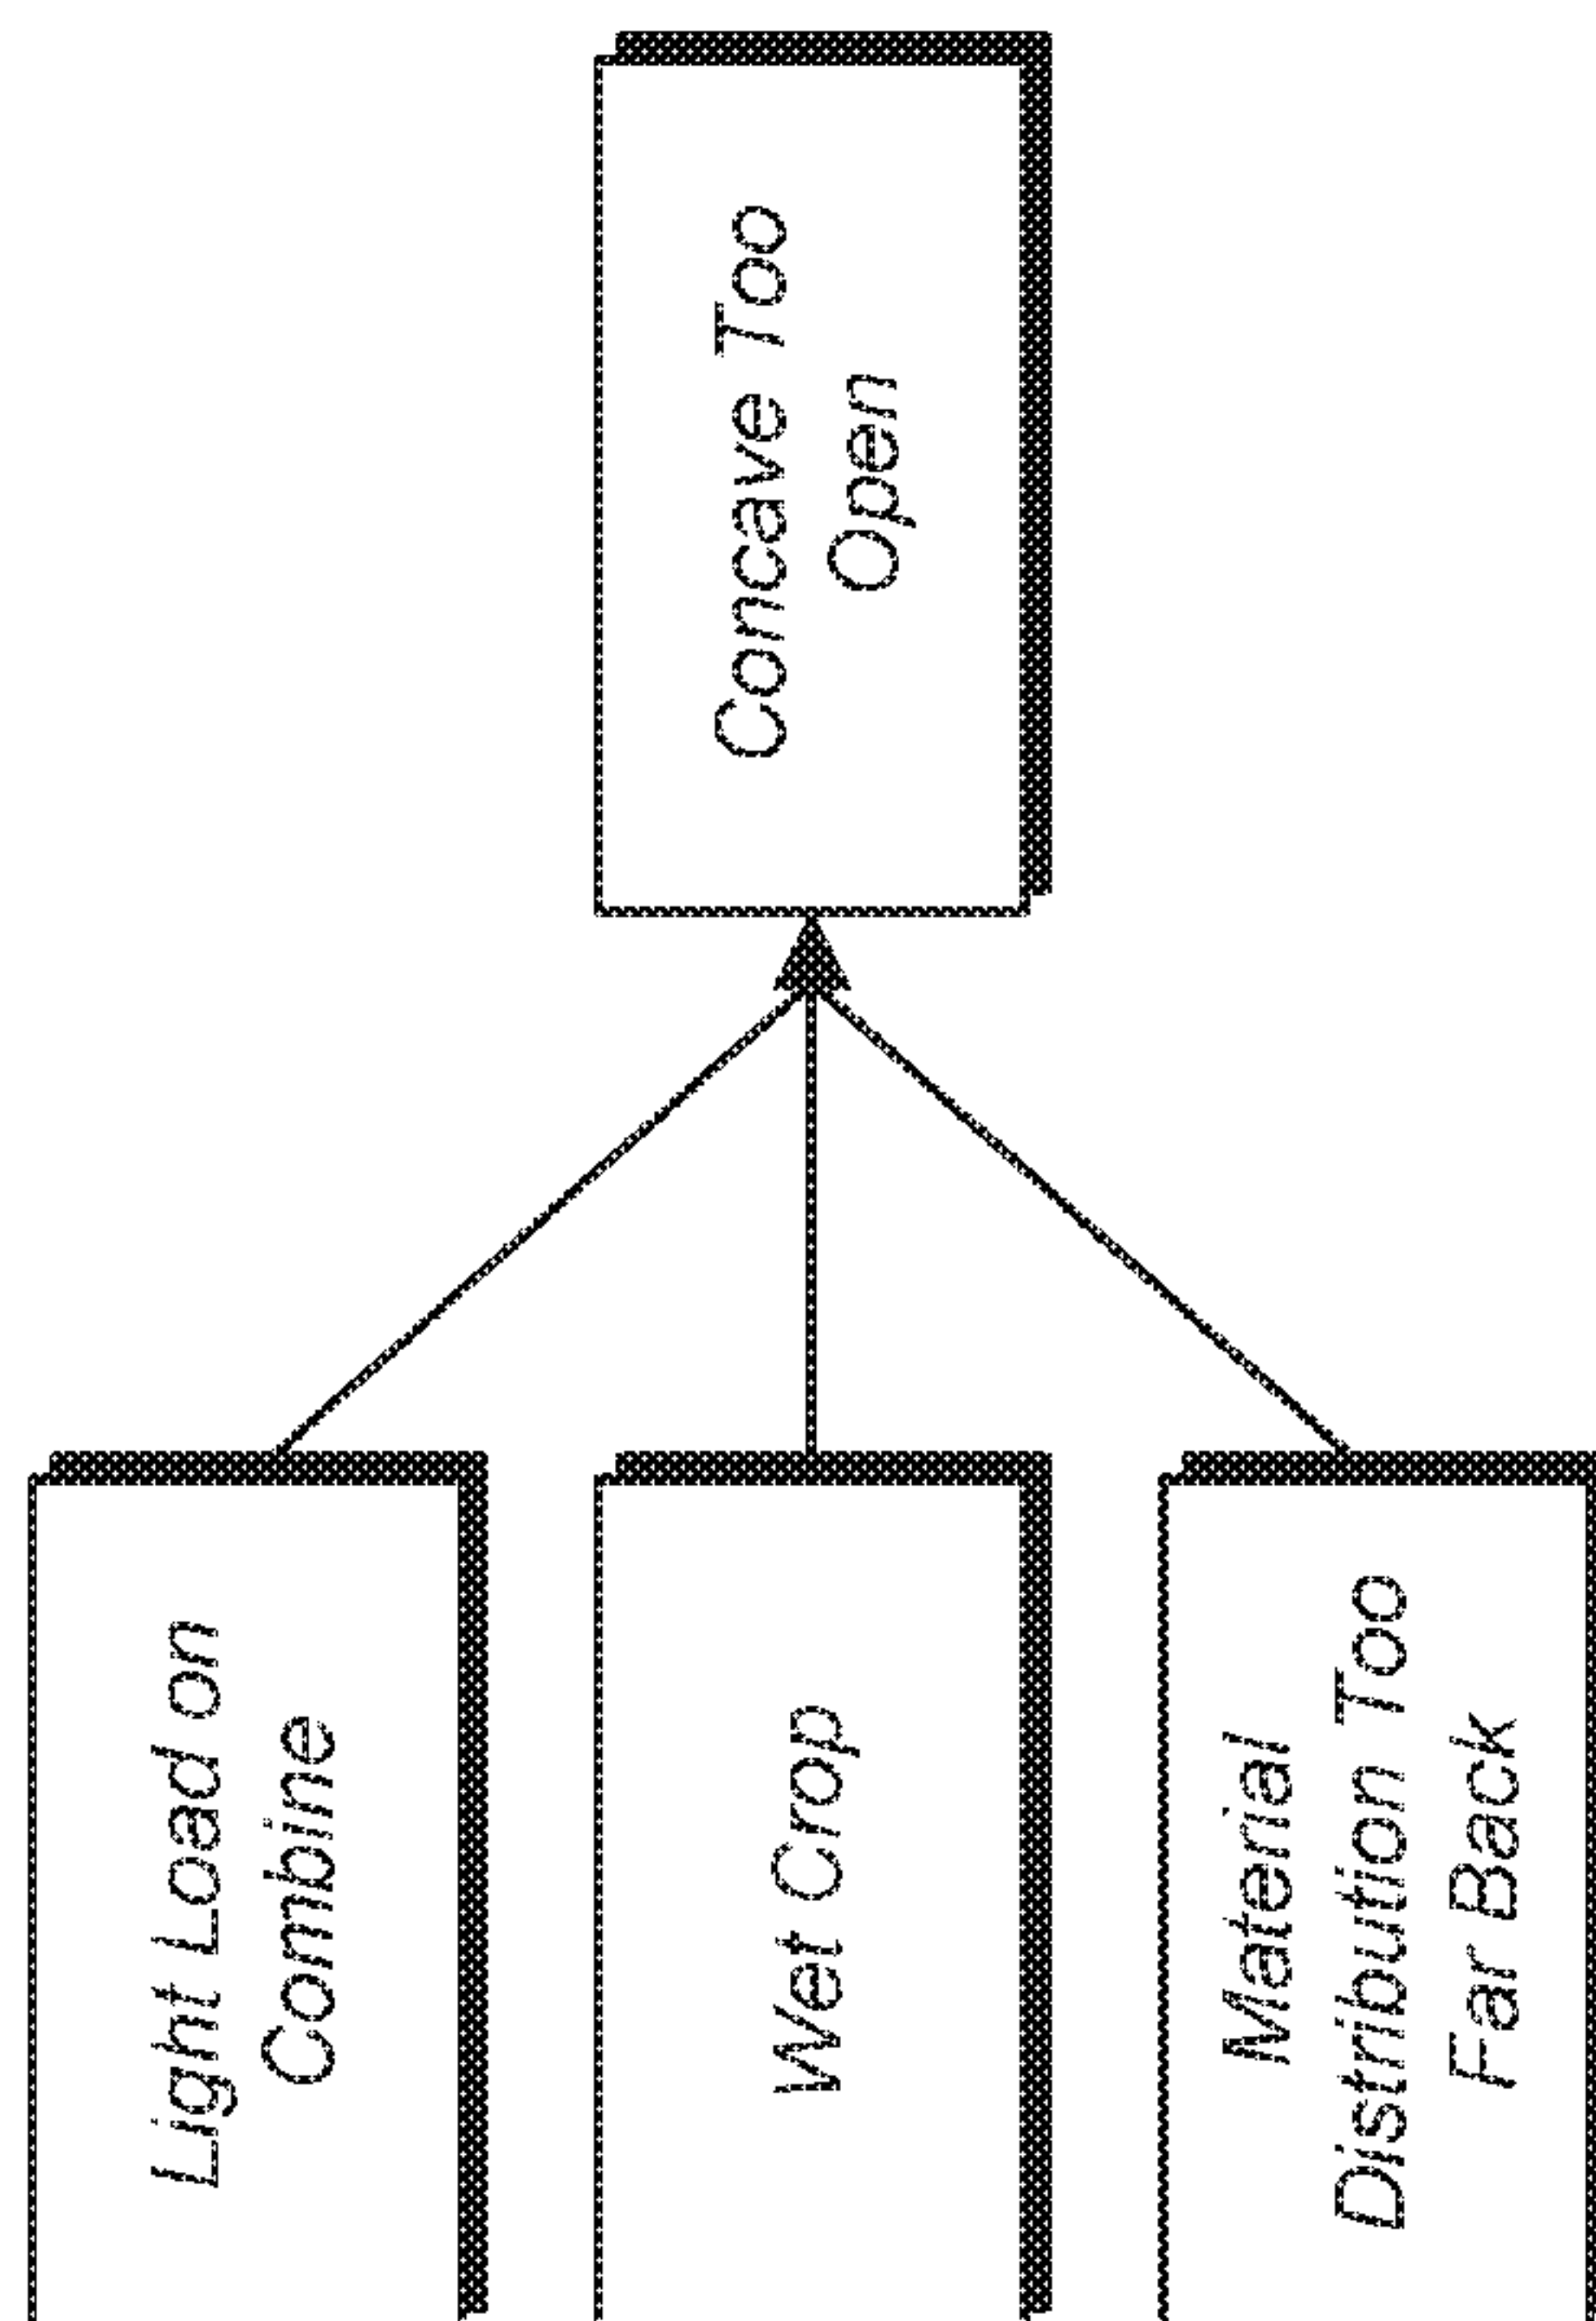 Light Load on
Combine
Wet Crop
Material
Distribution Too
Far Back
Concave Too
Open